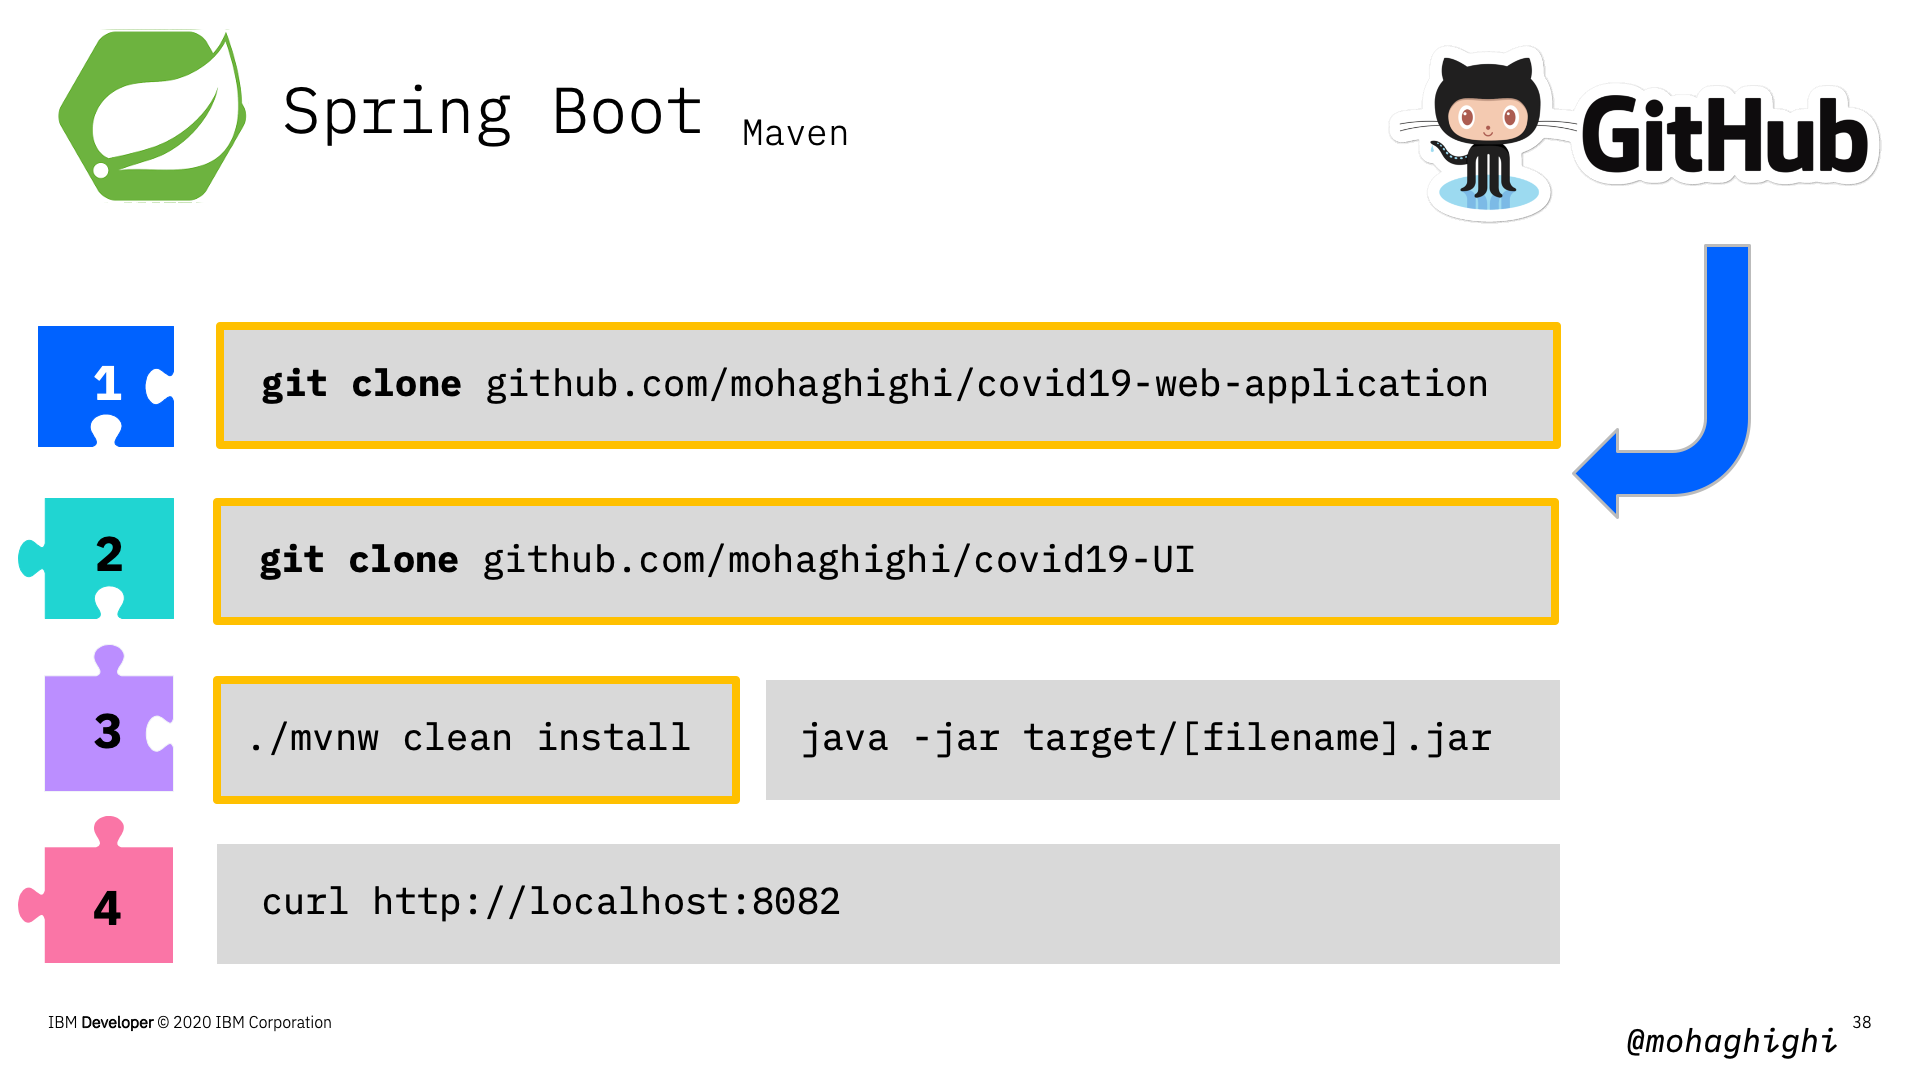 Spring Boot Maven
GitHub
1
git clone github.com/mohaghighi/covid19-web-application
2
git clone github.com/mohaghighi/covid19-UI
3
./mvnw clean install
java -jar target/[filename].jar
4
curl http://localhost:8082
IBM Developer © 2020 IBM Corporation
38
@mohaghighi